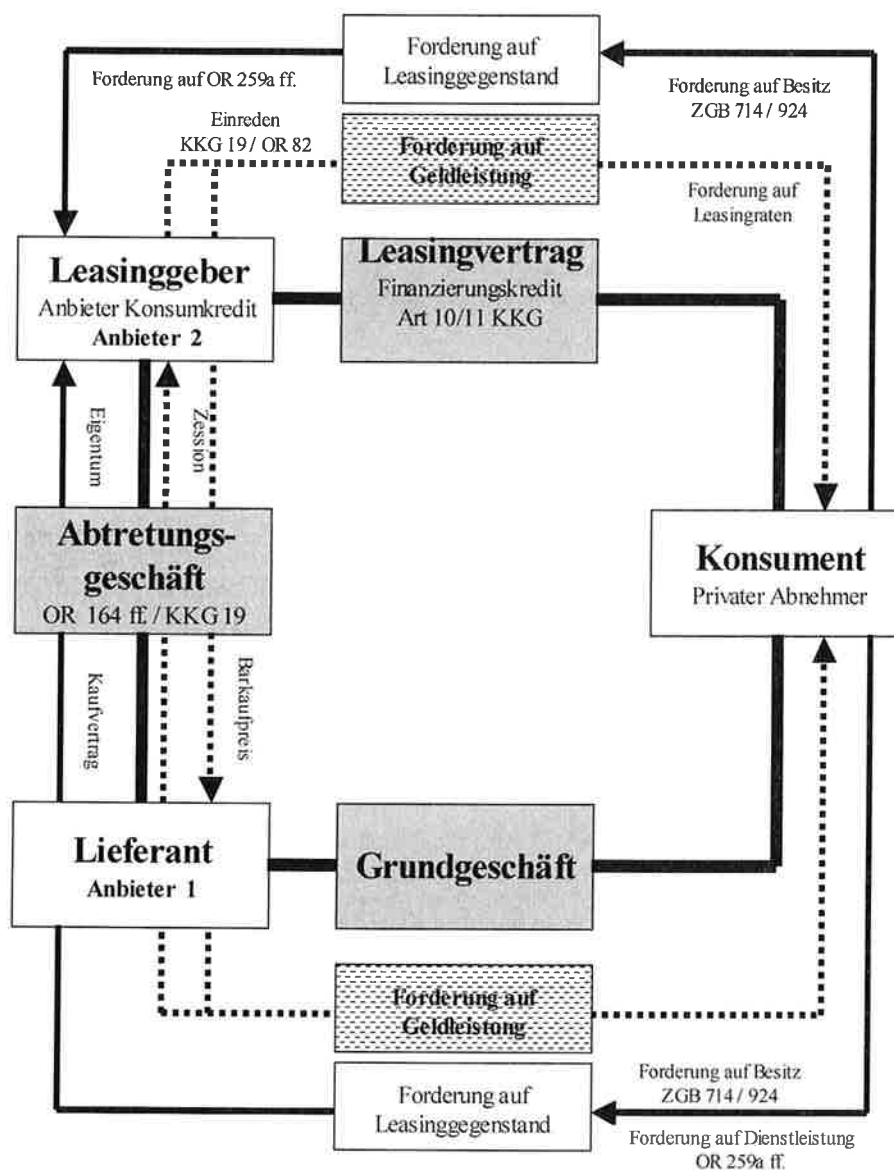 Forderung auf
Leasinggegenstand
Forderung auf OR 259a ff.
Forderung auf Besitz
ZGB 714 / 924
Einreden
KKG 19 / OR 82
Forderung auf
Geldleistung
Forderung auf
Leasingraten
Leasinggeber
Anbieter Konsumkredit
Anbieter 2
Leasingvertrag
Finanzierungskredit
Art 10/11 KKG
Eigentum
Zession
Abtretungs-
geschäft
OR 164 ff. / KKG 19
Konsument
Privater Abnehmer
Kaufvertrag
Barkaufpreis
Lieferant
Anbieter 1
Grundgeschäft
Forderung auf
Geldleistung
Forderung auf
Leasinggegenstand
Forderung auf Besitz
ZGB 714 / 924
Forderung auf Dienstleistung
OR 259a ff.